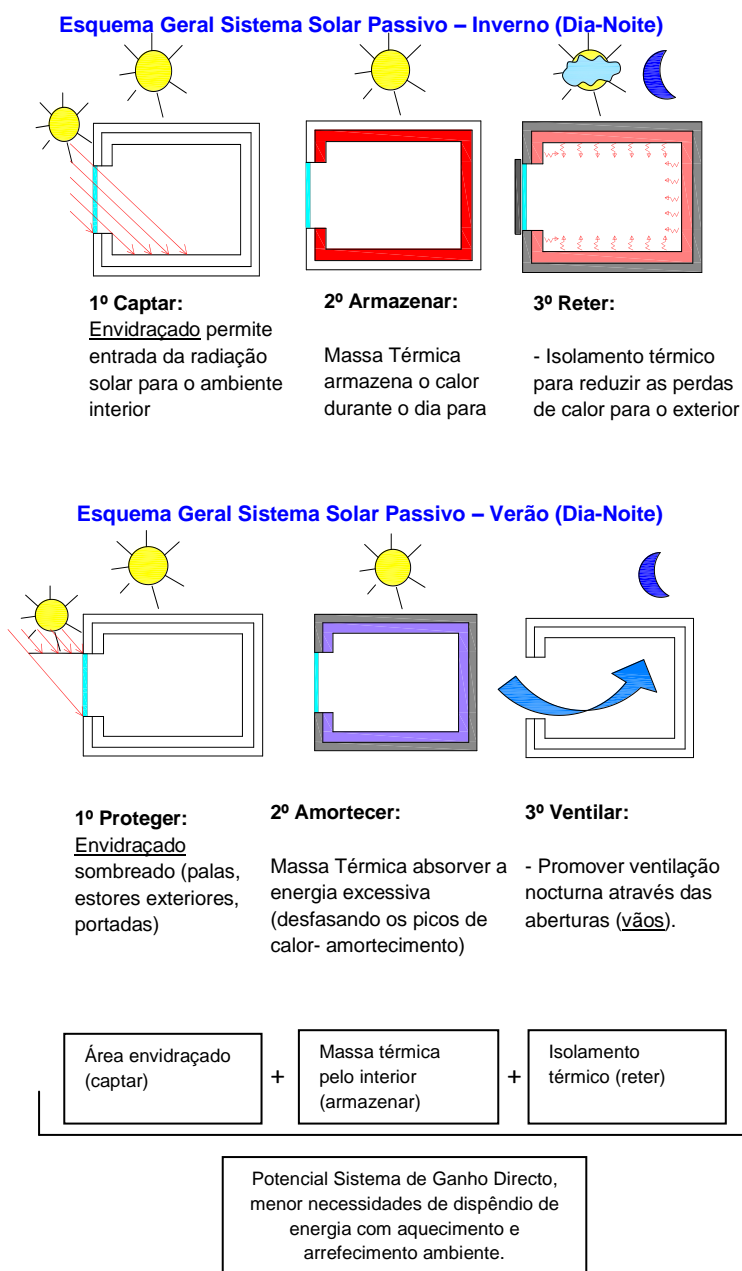 Esquema Geral Sistema Solar Passivo – Inverno (Dia-Noite)
1º Captar:
Envidraçado permite
entrada da radiação
solar para o ambiente
interior
2º Armazenar:
Massa Térmica
armazena o calor
durante o dia para
3º Reter:
- Isolamento térmico
para reduzir as perdas
de calor para o exterior
Esquema Geral Sistema Solar Passivo – Verão (Dia-Noite)
1º Proteger:
Envidraçado
sombreado (palas,
estores exteriores,
portadas)
2º Amortecer:
Massa Térmica absorver a
energia excessiva
(desfasando os picos de
calor- amortecimento)
3º Ventilar:
- Promover ventilação
nocturna através das
aberturas (vãos).
Área envidraçado
(captar)
+
Massa térmica
pelo interior
(armazenar)
+
Isolamento
térmico (reter)
Potencial Sistema de Ganho Directo,
menor necessidades de dispêndio de
energia com aquecimento e
arrefecimento ambiente.